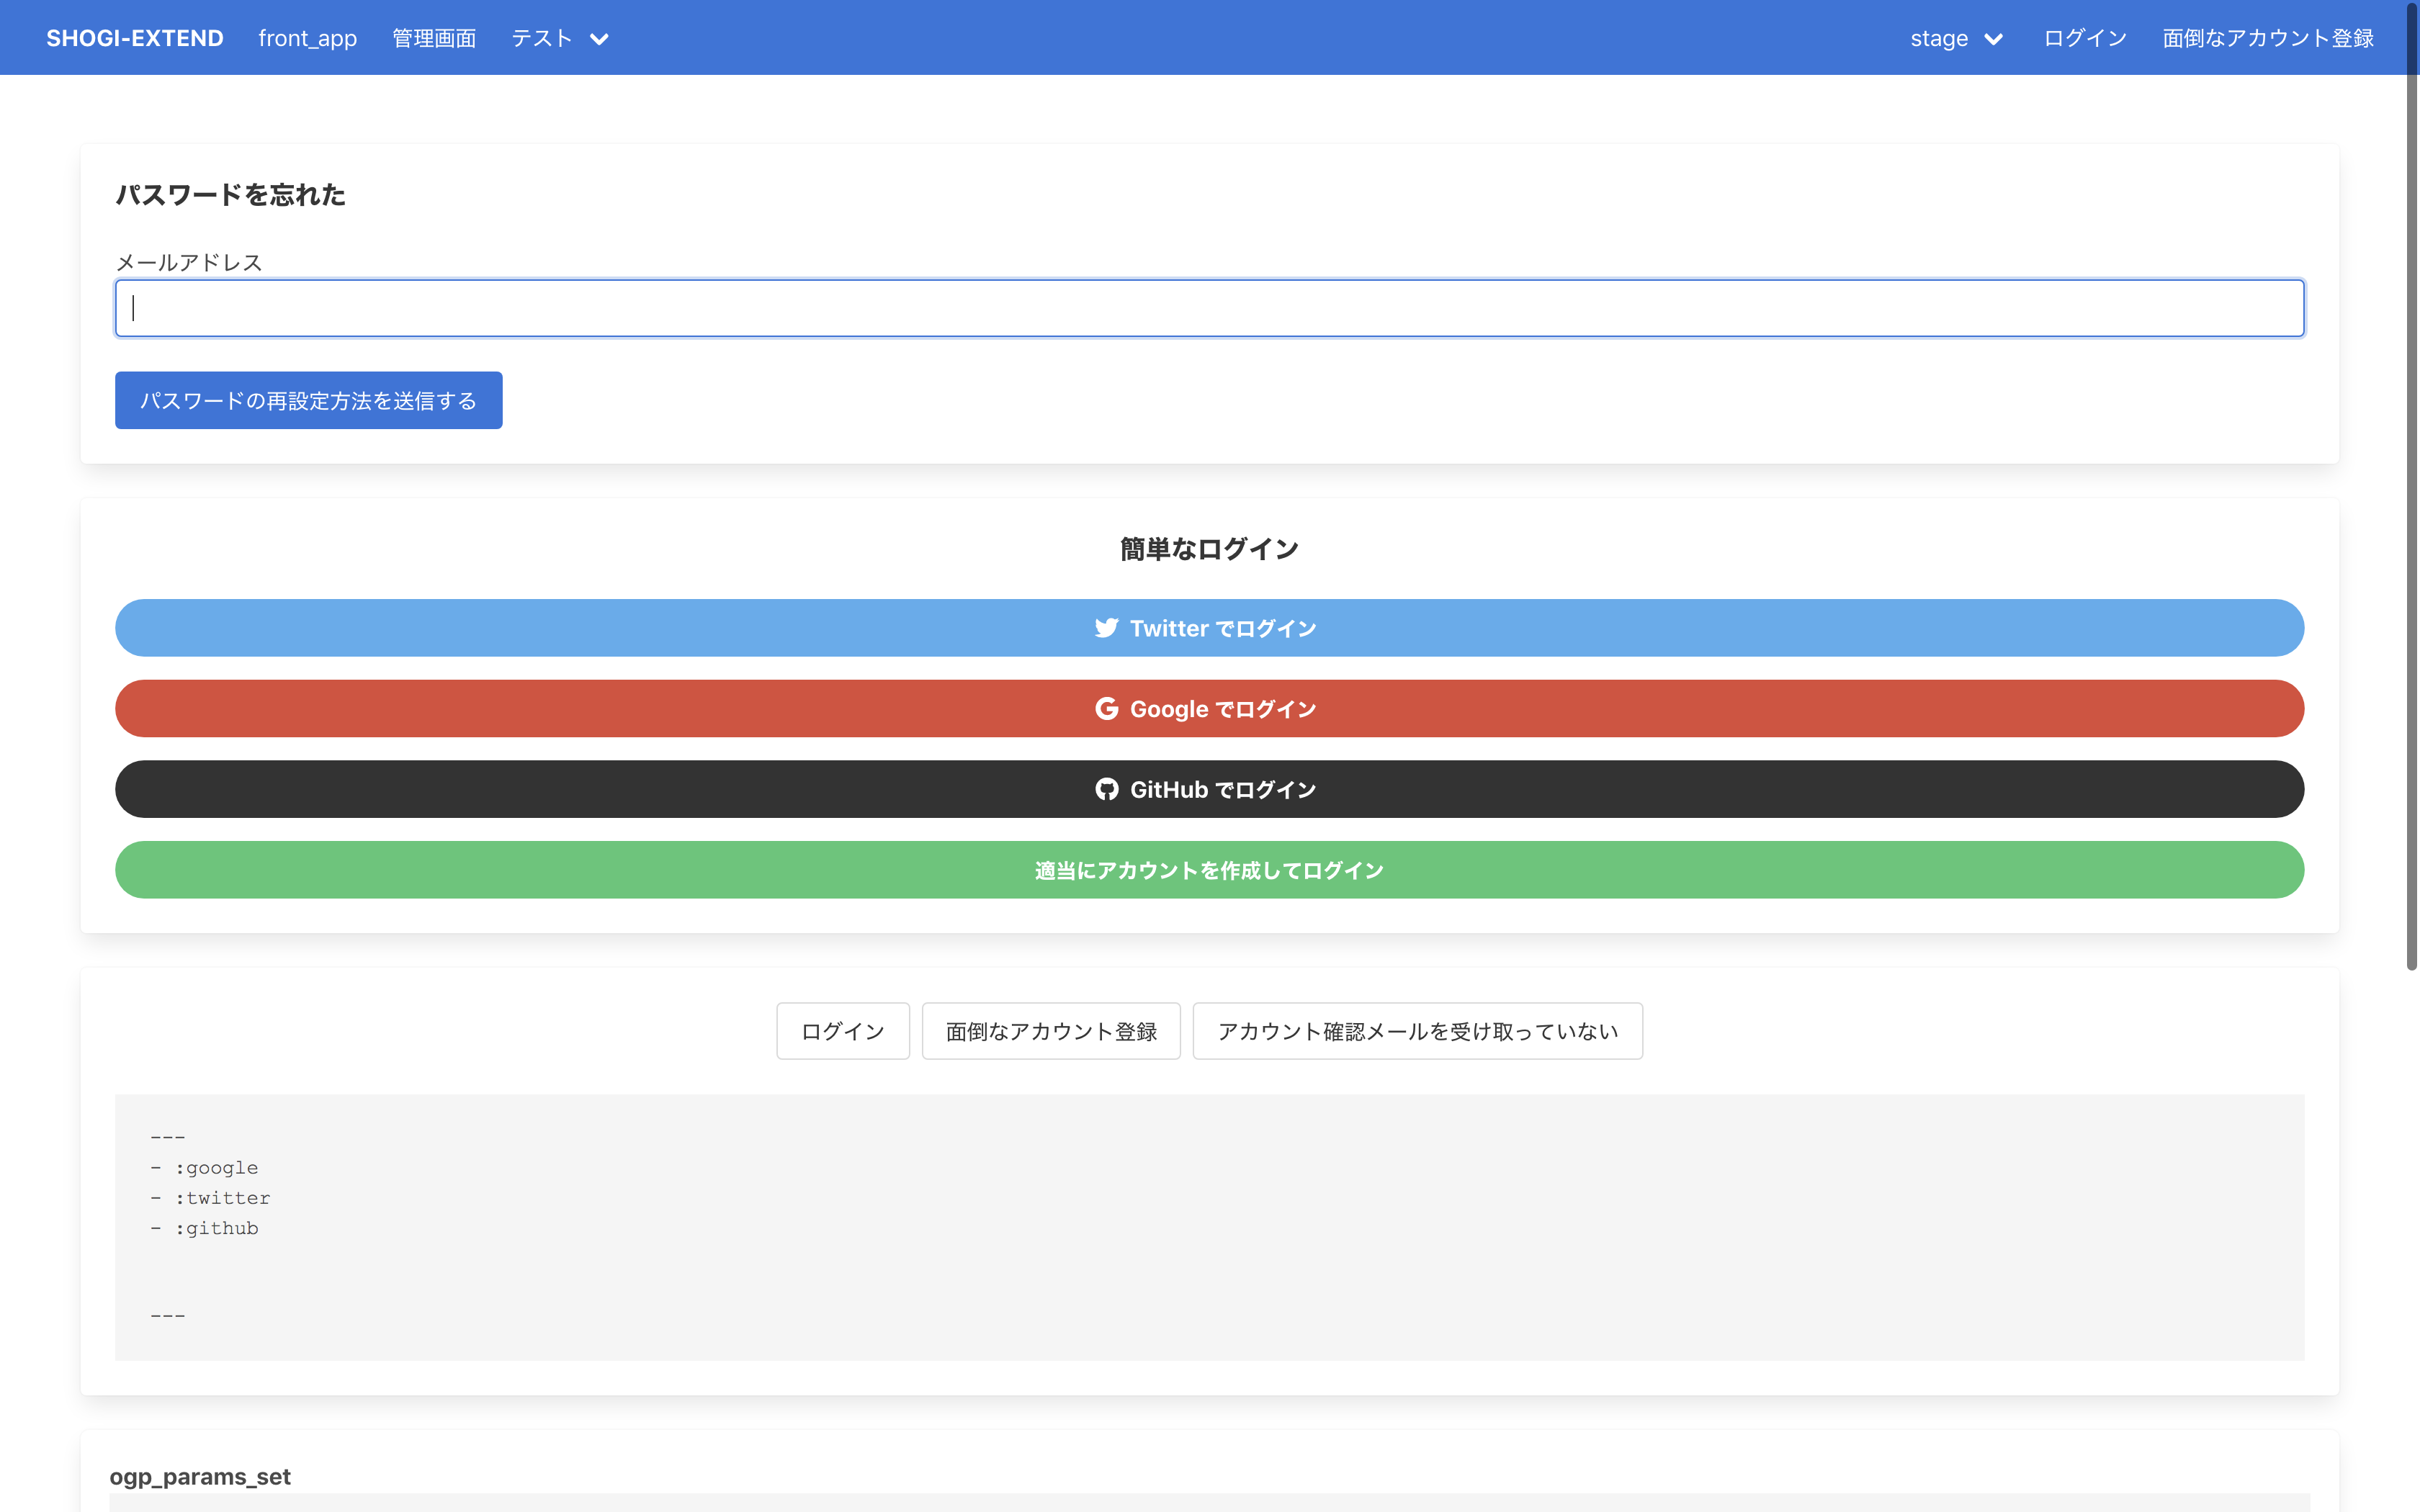 SHOGI-EXTEND front_app 管理画面 テスト stage ログイン 面倒なアカウント登録
パスワードを忘れた
メールアドレス
パスワードの再設定方法を送信する
簡単なログイン
Twitter でログイン
Google でログイン
GitHub でログイン
適当にアカウントを作成してログイン
ログイン 面倒なアカウント登録 アカウント確認メールを受け取っていない
---
- :google
- :twitter
- :github
---
ogp_params_set